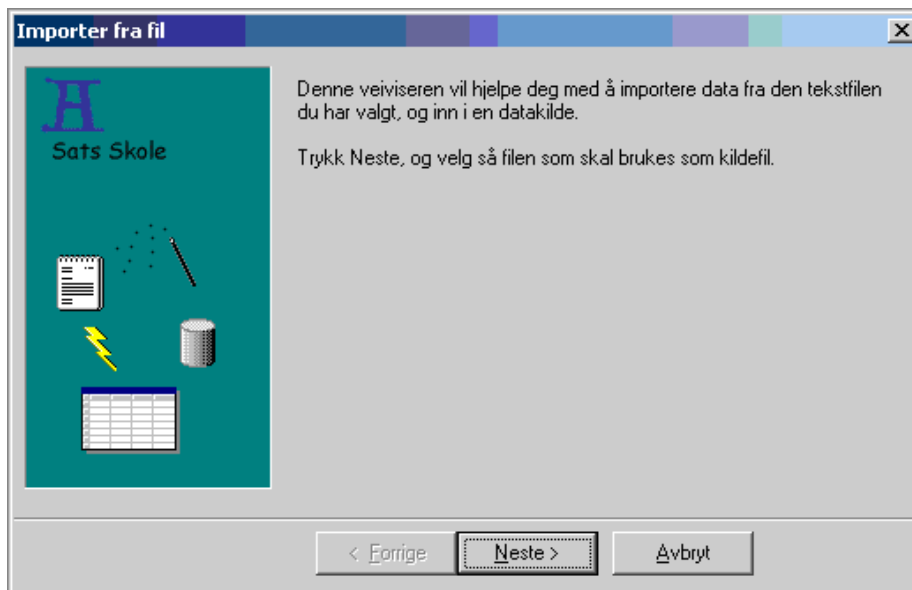 Importer fra fil
A
Sats Skole
Denne veiviseren vil hjelpe deg med å importere data fra den tekstfilen
du har valgt, og inn i en datakilde.
Trykk Neste, og velg så filen som skal brukes som kildefil.
< Forrige
Neste >
Avbryt